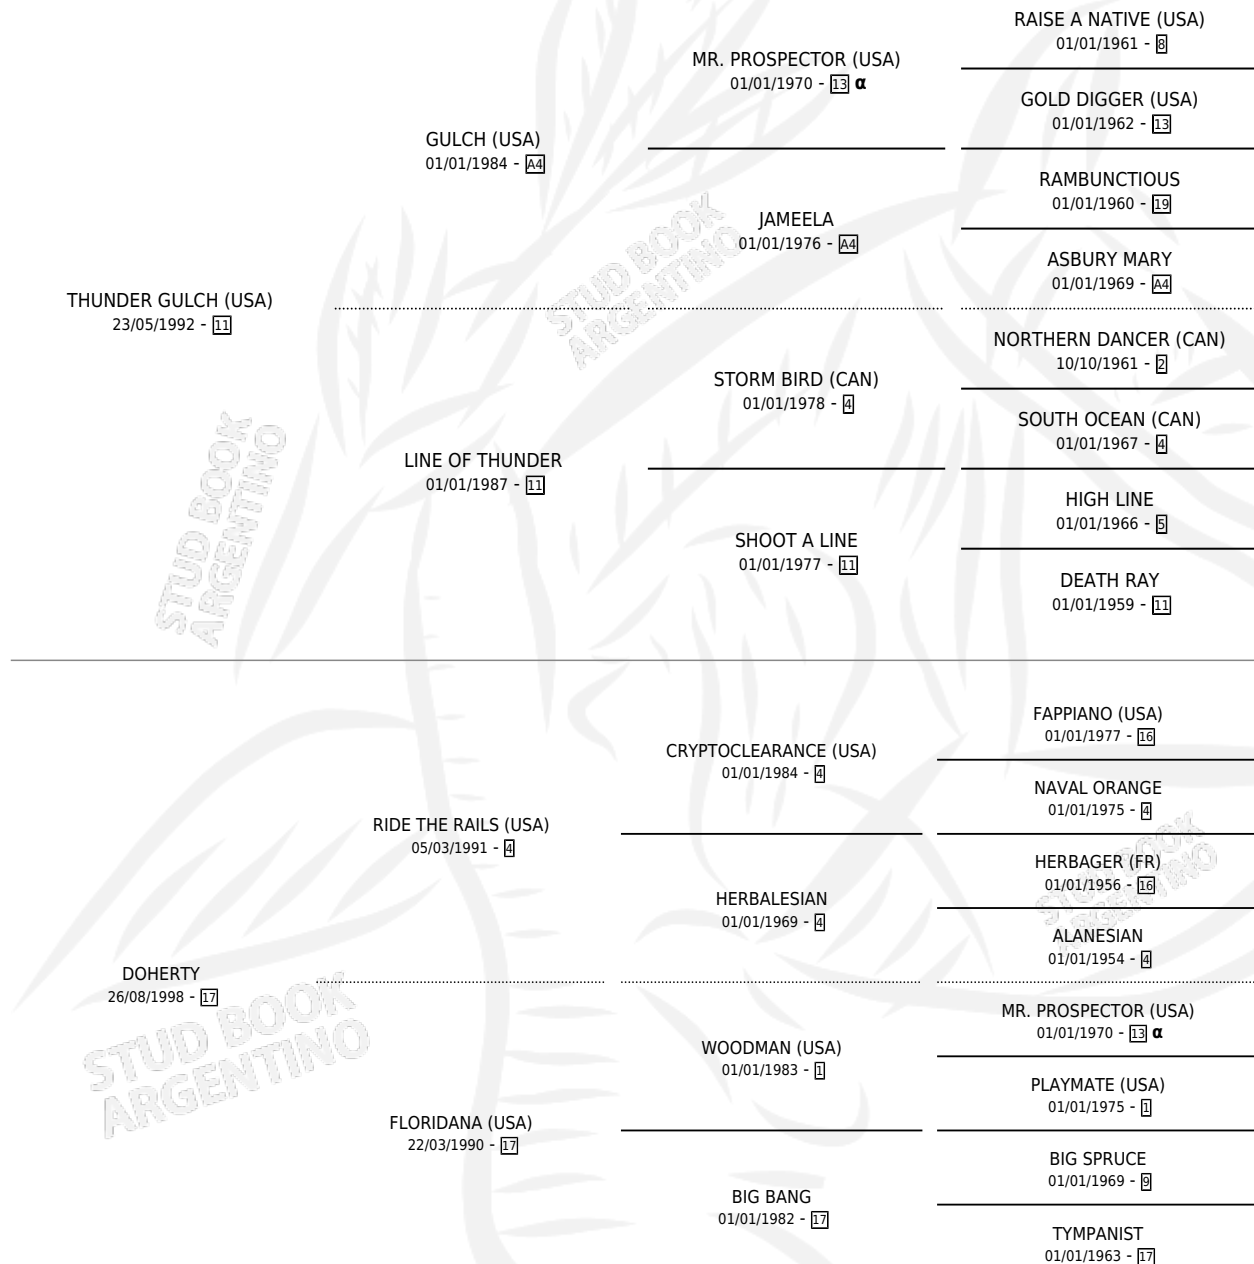 RAISE A NATIVE (USA)
01/01/1961 - 8
MR. PROSPECTOR (USA)
01/01/1970 - 13 α
GOLD DIGGER (USA)
01/01/1962 - 13
GULCH (USA)
01/01/1984 - A4
RAMBUNCTIOUS
01/01/1960 - 19
JAMEELA
01/01/1976 - A4
ASBURY MARY
01/01/1969 - A4
THUNDER GULCH (USA)
23/05/1992 - 11
NORTHERN DANCER (CAN)
10/10/1961 - 2
STORM BIRD (CAN)
01/01/1978 - 4
SOUTH OCEAN (CAN)
01/01/1967 - 4
LINE OF THUNDER
01/01/1987 - 11
HIGH LINE
01/01/1966 - 5
SHOOT A LINE
01/01/1977 - 11
DEATH RAY
01/01/1959 - 11
FAPPIANO (USA)
01/01/1977 - 16
CRYPTOCLEARANCE (USA)
01/01/1984 - 4
NAVAL ORANGE
01/01/1975 - 4
RIDE THE RAILS (USA)
05/03/1991 - 4
HERBAGER (FR)
01/01/1956 - 16
HERBALESIAN
01/01/1969 - 4
ALANESIAN
01/01/1954 - 4
DOHERTY
26/08/1998 - 17
MR. PROSPECTOR (USA)
01/01/1970 - 13 α
WOODMAN (USA)
01/01/1983 - 1
PLAYMATE (USA)
01/01/1975 - 1
FLORIDANA (USA)
22/03/1990 - 17
BIG SPRUCE
01/01/1969 - 9
BIG BANG
01/01/1982 - 17
TYMPANIST
01/01/1963 - 17
STUD BOOK
ARGENTINO
STUD BOOK
ARGENTINO
STUD BOOK
ARGENTINO
STUD BOOK
ARGENTINO